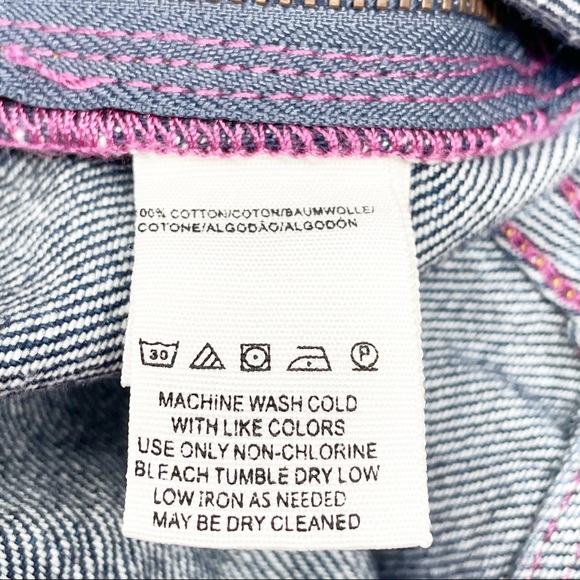 100% COTTON/COTON/BAUMWOLLE/
COTONE/ALGODÃO/ALGODÓN
30 P
MACHINE WASH COLD
WITH LIKE COLORS
USE ONLY NON-CHLORINE
BLEACH TUMBLE DRY LOW
LOW IRON AS NEEDED
MAY BE DRY CLEANED